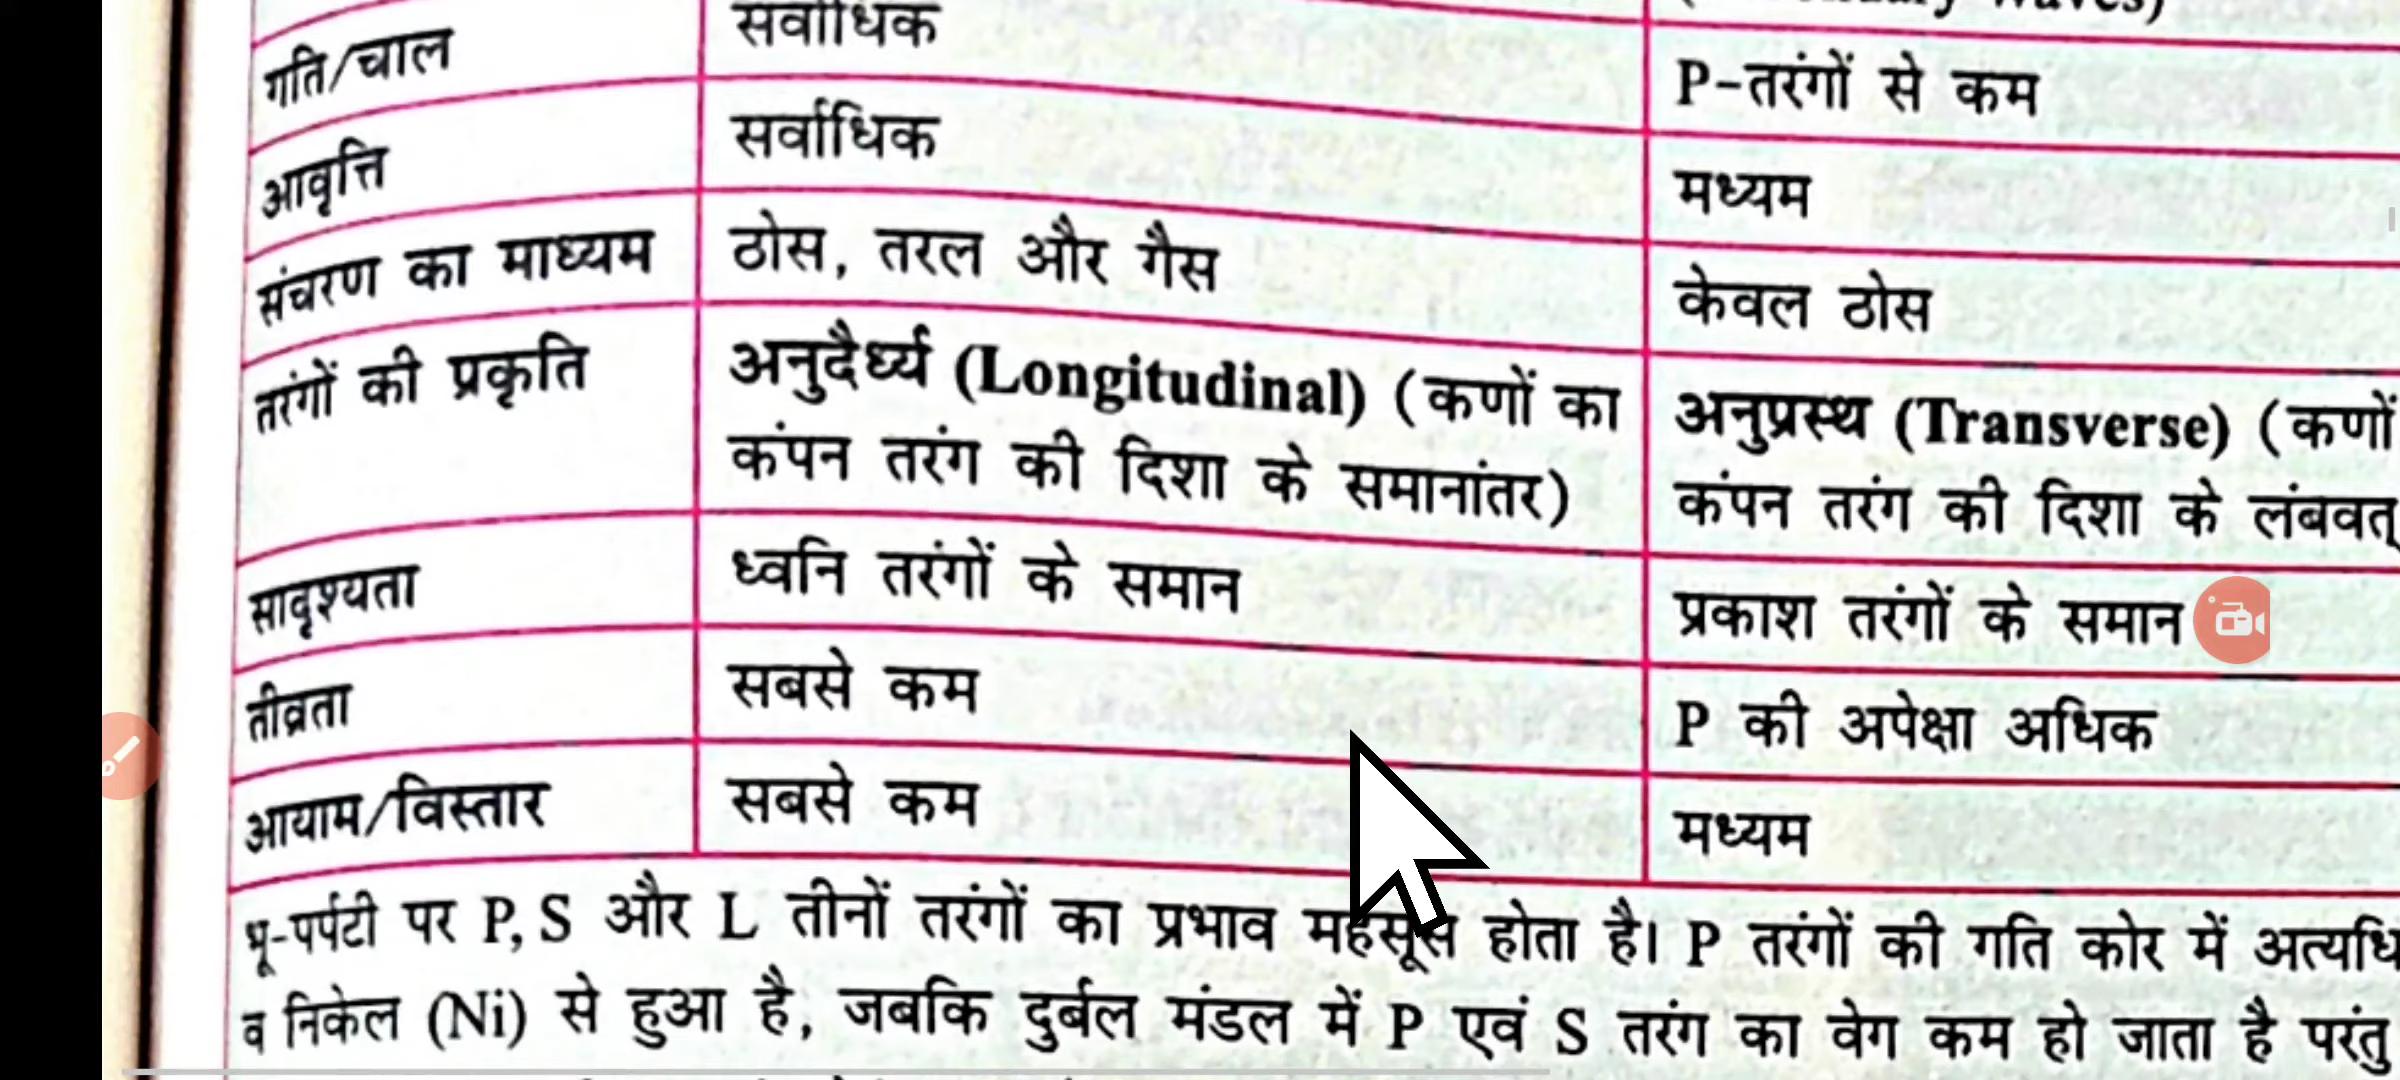 सर्वाधिक
गति/चाल
P-तरंगों से कम
आवृत्ति
सर्वाधिक
मध्यम
संचरण का माध्यम
ठोस, तरल और गैस
केवल ठोस
तरंगों की प्रकृति
अनुदैर्ध्य (Longitudinal) (कणों का
कंपन तरंग की दिशा के समानांतर)
अनुप्रस्थ (Transverse) (कणों
कंपन तरंग की दिशा के लंबवत्
सादृश्यता
ध्वनि तरंगों के समान
प्रकाश तरंगों के समान
तीव्रता
सबसे कम
P की अपेक्षा अधिक
आयाम/विस्तार
सबसे कम
मध्यम
भू-पर्पटी पर P, S और L तीनों तरंगों का प्रभाव महसूस होता है। P तरंगों की गति कोर में
व निकेल (Ni) से हुआ है, जबकि दुर्बल मंडल में P एवं S तरंग का वेग कम हो जाता है परंतु